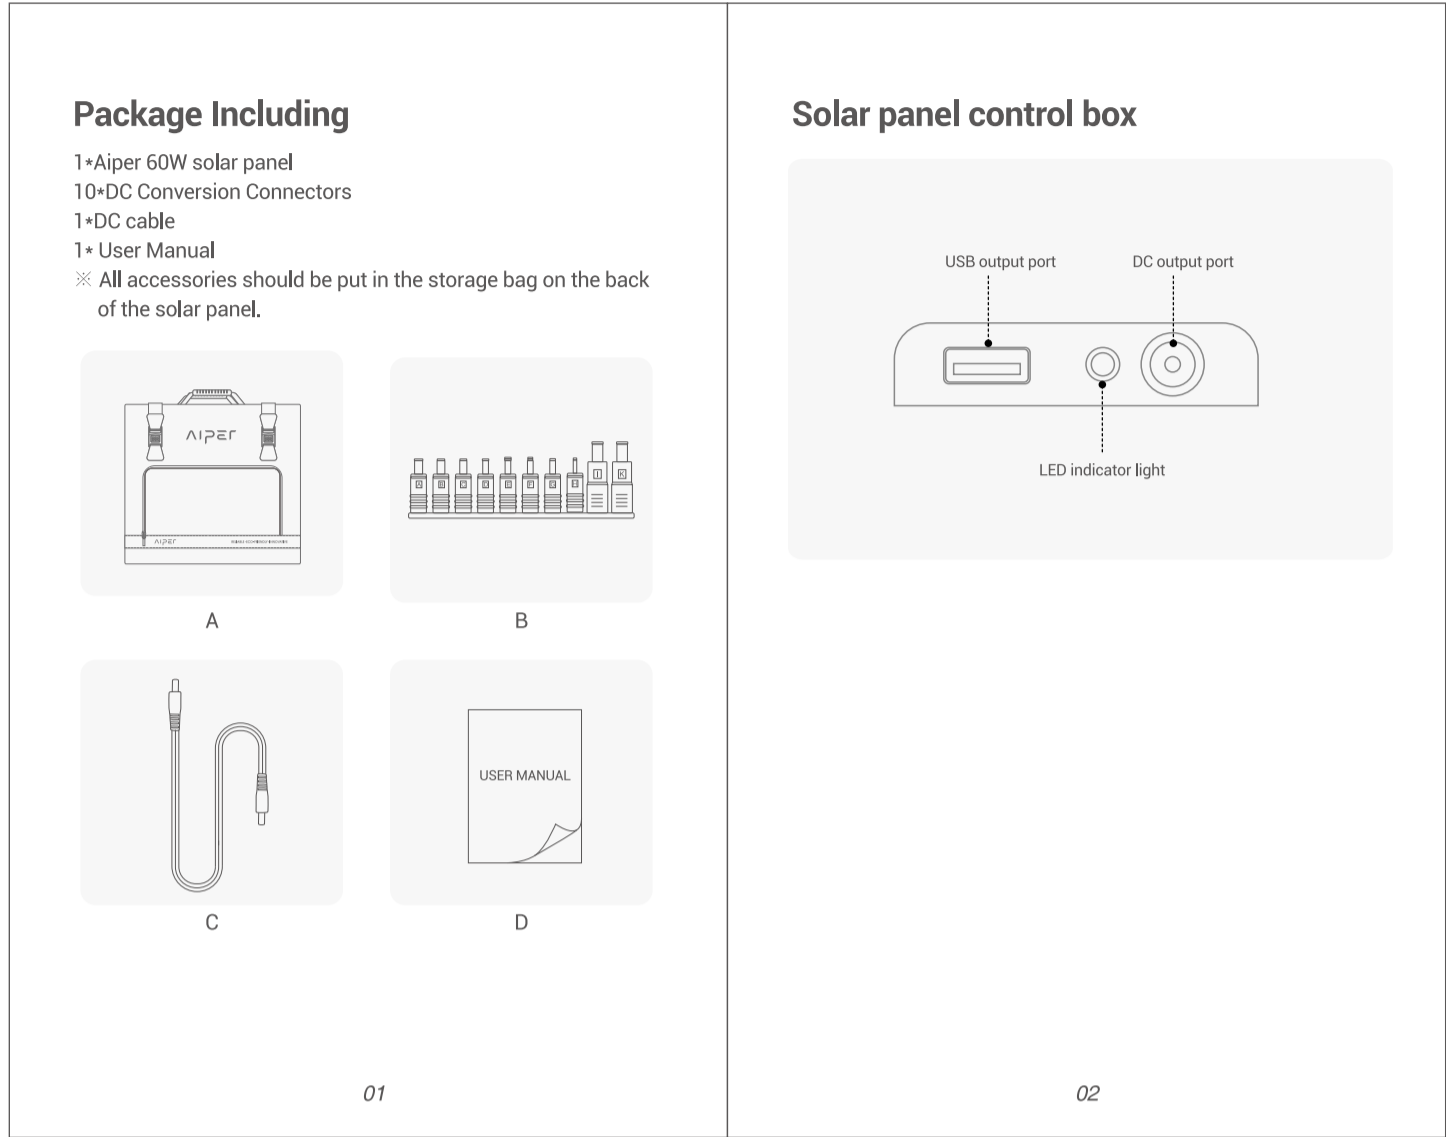 Package Including
1*Aiper 60W solar panel
10*DC Conversion Connectors
1*DC cable
1* User Manual
※ All accessories should be put in the storage bag on the back
of the solar panel.
AIPER
AIPER
A B C D E F G H I K
A
B
USER MANUAL
C
D
01
Solar panel control box
USB output port
DC output port
LED indicator light
02